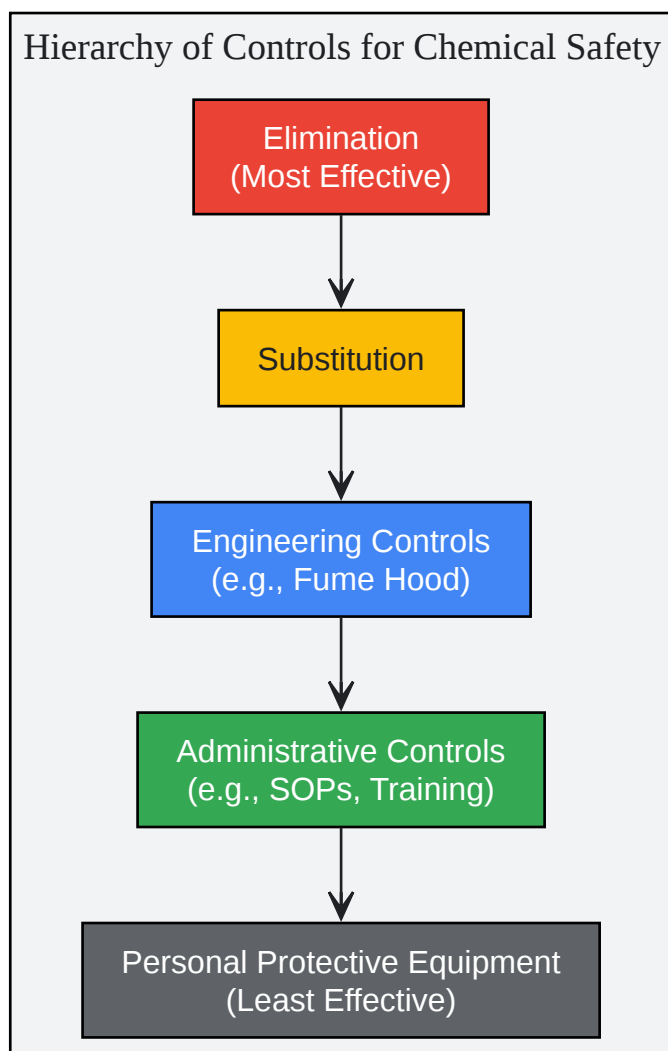 Hierarchy of Controls for Chemical Safety
Elimination
(Most Effective)
Substitution
Engineering Controls
(e.g., Fume Hood)
Administrative Controls
(e.g., SOPs, Training)
Personal Protective Equipment
(Least Effective)